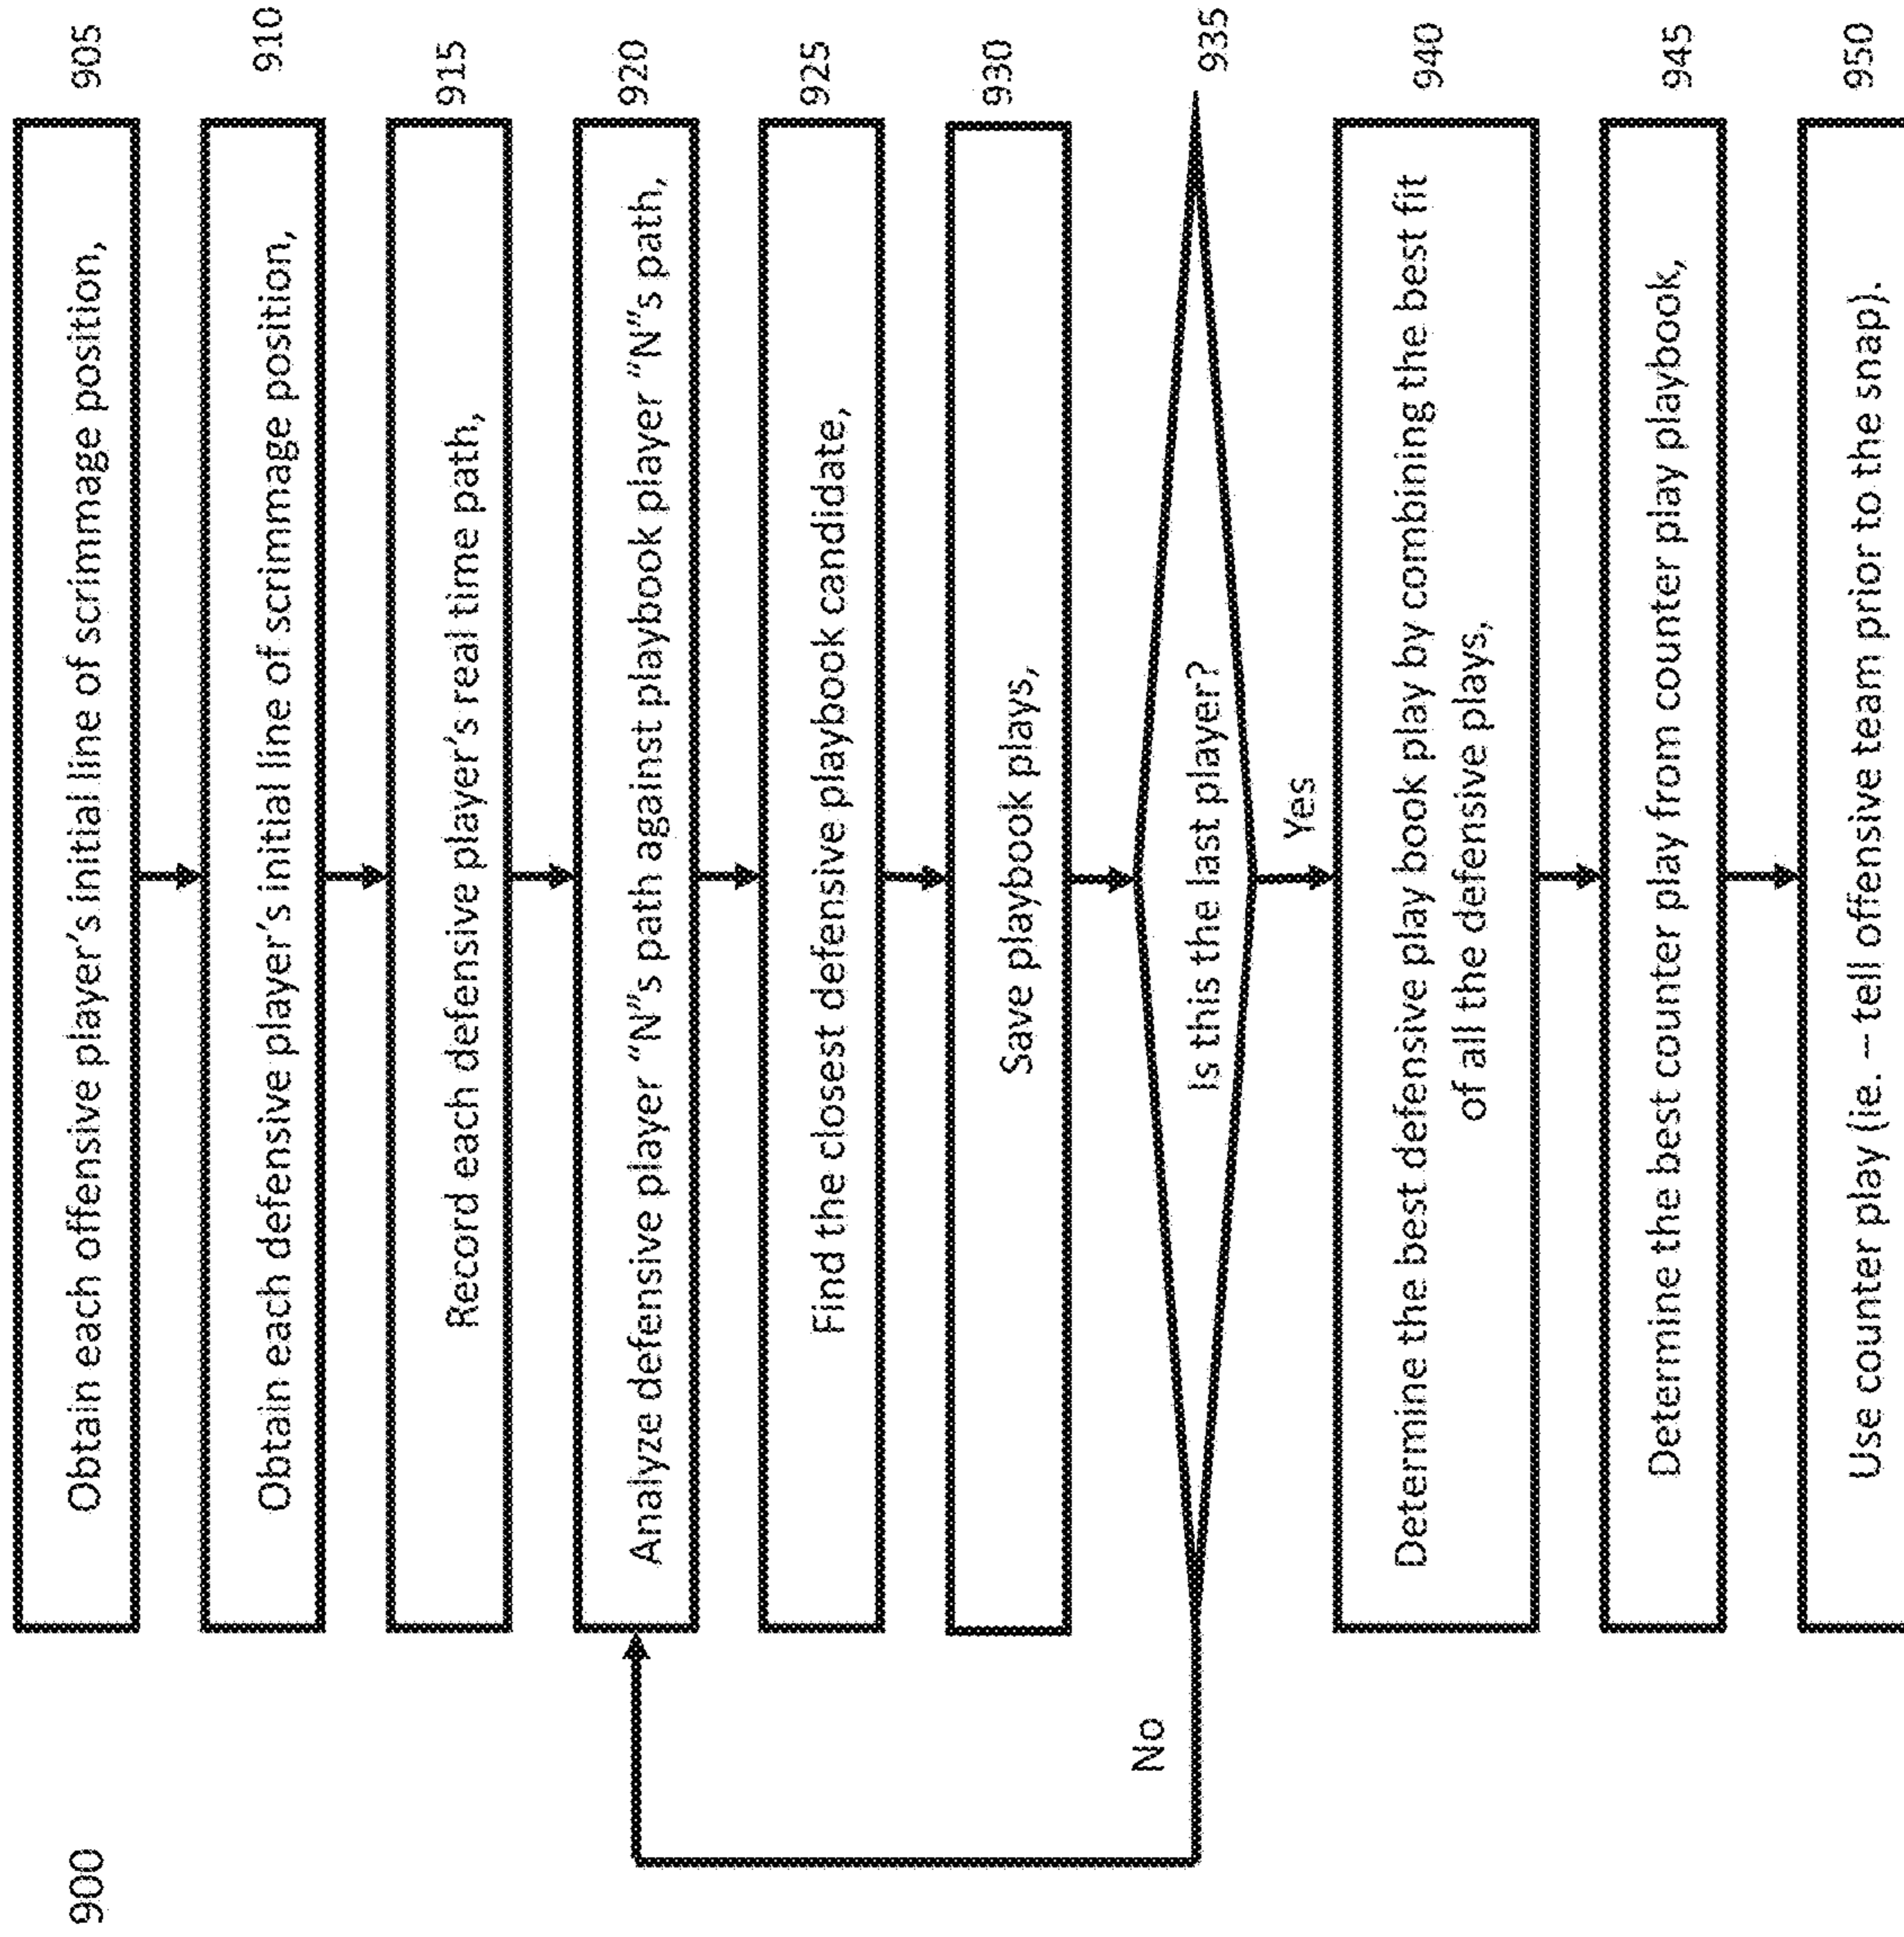 900
Obtain each offensive player's initial line of scrimmage position,
905
Obtain each defensive player's initial line of scrimmage position,
910
Record each defensive player's real time path,
915
Analyze defensive player "N"s path against playbook player "N"s path,
920
Find the closest defensive playbook candidate,
925
Save playbook plays,
930
Is this the last player?
935
No
Yes
Determine the best defensive play book play by combining the best fit
of all the defensive plays,
940
Determine the best counter play from counter play playbook,
945
Use counter play (ie. – tell offensive team prior to the snap).
950